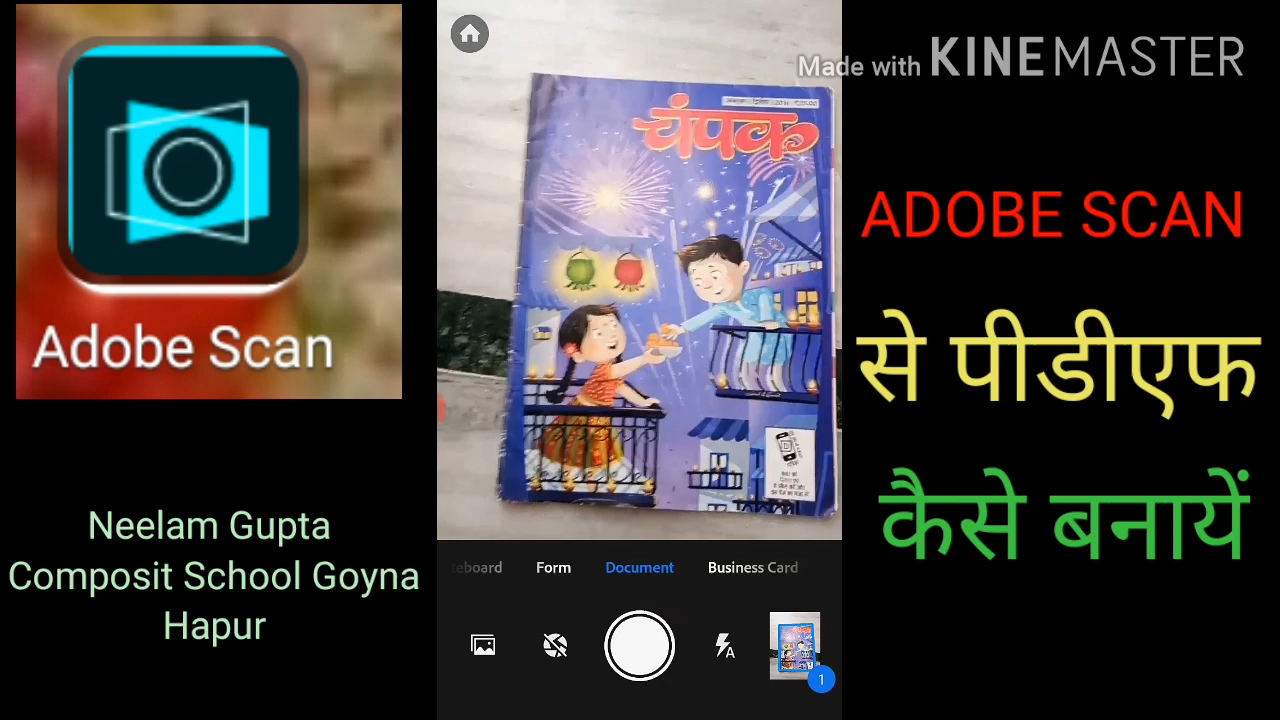 Adobe Scan
Neelam Gupta
Composit School Goyna
Hapur
चंपक
teboard Form Document Business Card
A
1
Made with KINEMASTER
ADOBE SCAN
से पीडीएफ
कैसे बनायें